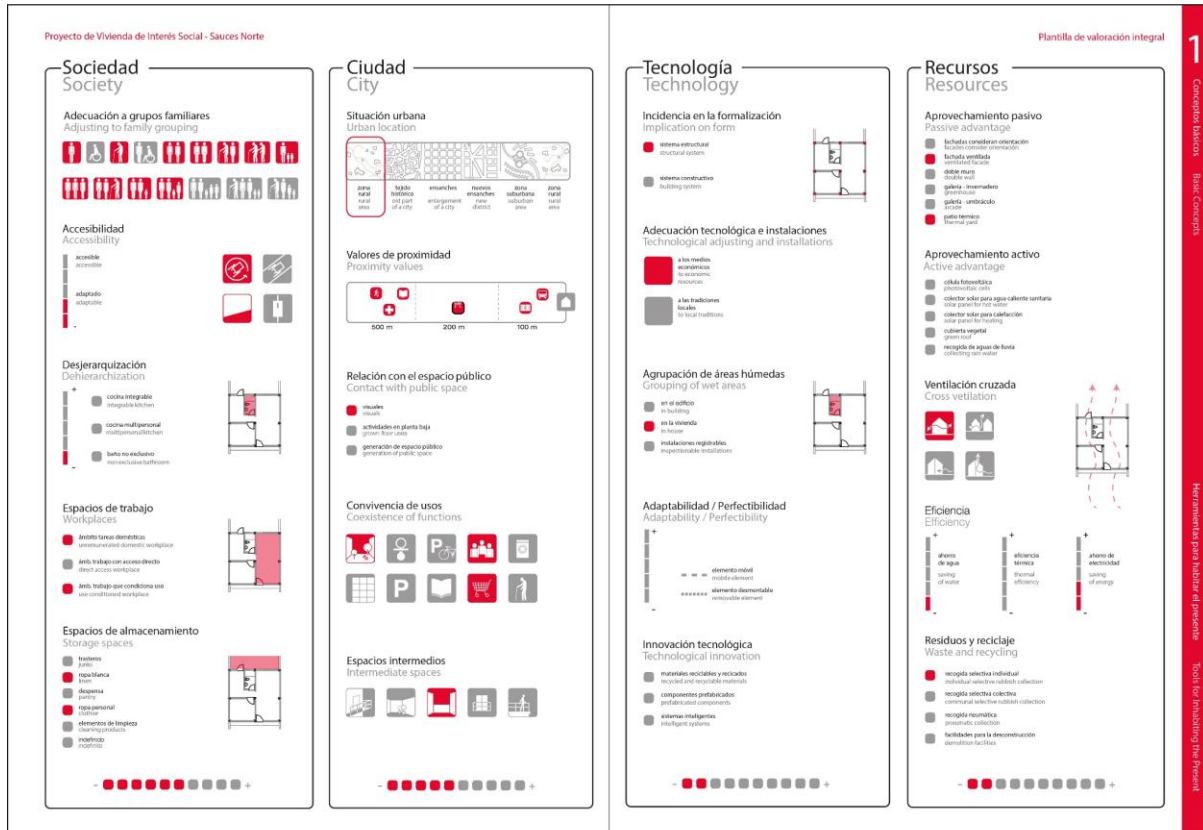 Proyecto de Vivienda de Interés Social - Sauces Norte
Sociedad
Society
Adecuación a grupos familiares
Adjusting to family grouping
Accesibilidad
Accessibility
accesible
accessible
adaptado
adaptable
-
Desjerarquización
Dehierarchization
+
cocina integrable
integrable kitchen
cocina multipersonal
multipersonal kitchen
baño no exclusivo
non-exclusive bathroom
-
Espacios de trabajo
Workplaces
ámbito tareas domésticas
unremunerated domestic workplace
ámb. trabajo con acceso directo
direct access workplace
ámb. trabajo que condiciona uso
use conditioned workplace
Espacios de almacenamiento
Storage spaces
trasteros
junk
ropa blanca
linen
despensa
pantry
ropa personal
clothise
elementos de limpieza
cleaning products
indefinido
indefinite
- +
Ciudad
City
Situación urbana
Urban location
zona rural
rural area
tejido histórico
old part of a city
ensanches
enlargement of a city
nuevos ensanches
new district
zona suburbana
suburban area
zona rural
rural area
Valores de proximidad
Proximity values
500 m 200 m 100 m
Relación con el espacio público
Contact with public space
visuales
visuals
actividades en planta baja
grown floor uses
generación de espacio público
generation of public space
Convivencia de usos
Coexistence of functions
P
P
Espacios intermedios
Intermediate spaces
- +
Plantilla de valoración integral
Tecnología
Technology
Incidencia en la formalización
Implication on form
sistema estructural
structural system
sistema constructivo
building system
Adecuación tecnológica e instalaciones
Technological adjusting and installations
a los medios
económicos
to economic
resources
a las tradiciones
locales
to local traditions
Agrupación de áreas húmedas
Grouping of wet areas
en el edificio
in building
en la vivienda
in house
instalaciones registrables
inspectionable installations
Adaptabilidad / Perfectibilidad
Adaptability / Perfectibility
+
elemento móvil
mobile element
elemento desmontable
removable element
-
Innovación tecnológica
Technological innovation
materiales reciclables y recicados
recycled and recyclable materials
componentes prefabricados
prefabricated components
sistemas inteligentes
intelligent systems
- +
Recursos
Resources
Aprovechamiento pasivo
Passive advantage
fachadas consideran orientación
facades consider orientation
fachada ventilada
ventilated facade
doble muro
double wall
galería - invernadero
greenhouse
galería - umbráculo
arcade
patio térmico
thermal yard
Aprovechamiento activo
Active advantage
célula fotovoltáica
photovoltaic cells
colector solar para agua caliente sanitaria
solar panel for hot water
colector solar para calefacción
solar panel for heating
cubierta vegetal
green roof
recogida de aguas de lluvia
collecting rain water
Ventilación cruzada
Cross vetilation
Eficiencia
Efficiency
+ + +
ahorro
de agua
saving
of water
eficiencia
térmica
thermal
efficiency
ahorro de
electricidad
saving
of energy
- - -
Residuos y reciclaje
Waste and recycling
recogida selectiva individual
individual selective rubbish collection
recogida selectiva colectiva
communal selective rubbish collection
recogida neumática
pneumatic collection
facilidades para la desconstrucción
demolition facilities
- +
1
Conceptos básicos Basic Concepts
Herramientas para habitar el presente Tools for Inhabiting the Present